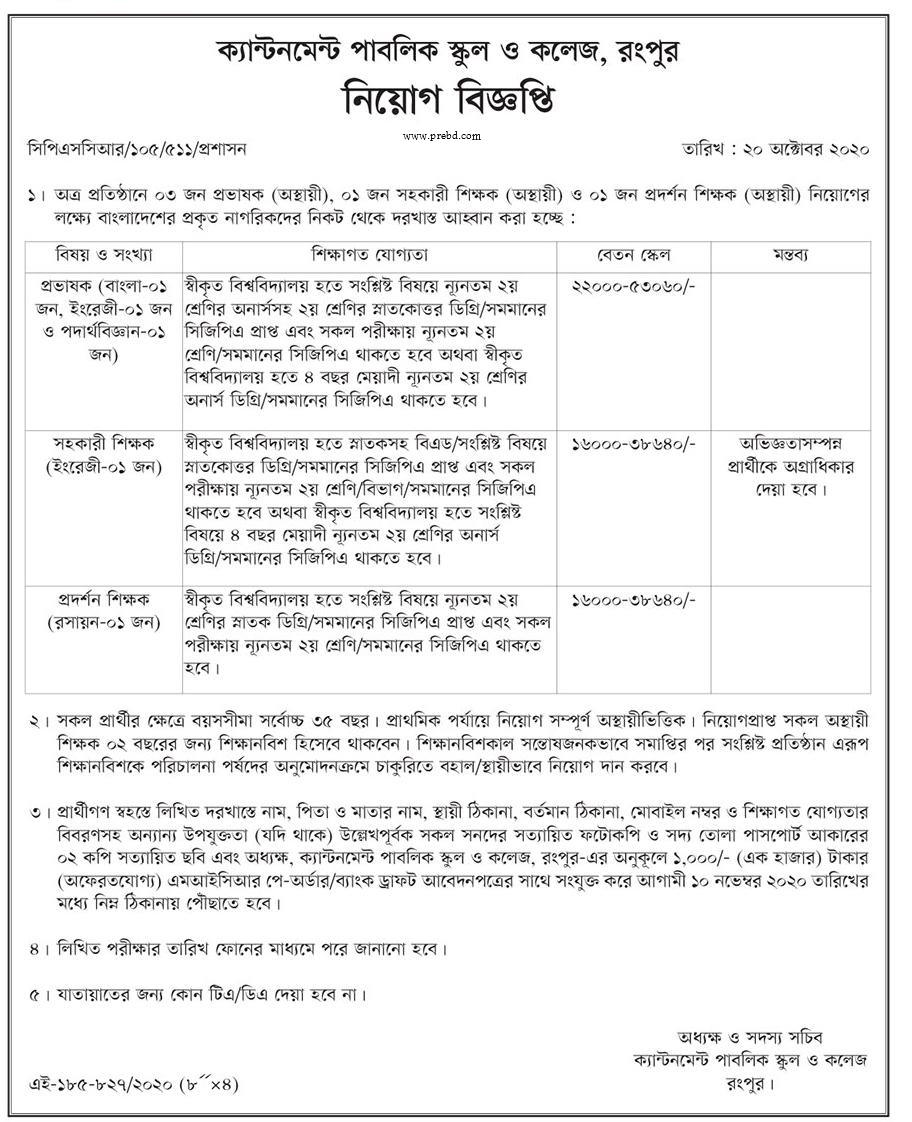 ক্যান্টনমেন্ট পাবলিক স্কুল ও কলেজ, রংপুর
নিয়োগ বিজ্ঞপ্তি
www.prebd.com
সিপিএসসিআর/১০৫/৫১১/প্রশাসন
তারিখ : ২০ অক্টোবর ২০২০
১। অত্র প্রতিষ্ঠানে ০৩ জন প্রভাষক (অস্থায়ী), ০১ জন সহকারী শিক্ষক (অস্থায়ী) ও ০১ জন প্রদর্শন শিক্ষক (অস্থায়ী) নিয়োগের
লক্ষ্যে বাংলাদেশের প্রকৃত নাগরিকদের নিকট থেকে দরখাস্ত আহ্বান করা হচ্ছে :
বিষয় ও সংখ্যা
শিক্ষাগত যোগ্যতা
বেতন স্কেল
মন্তব্য
প্রভাষক (বাংলা-০১
জন, ইংরেজী-০১ জন
ও পদার্থবিজ্ঞান-০১
জন)
স্বীকৃত বিশ্ববিদ্যালয় হতে সংশ্লিষ্ট বিষয়ে ন্যূনতম ২য়
শ্রেণির অনার্সসহ ২য় শ্রেণির স্নাতকোত্তর ডিগ্রি/সমমানের
সিজিপিএ প্রাপ্ত এবং সকল পরীক্ষায় ন্যূনতম ২য়
শ্রেণি/সমমানের সিজিপিএ থাকতে হবে অথবা স্বীকৃত
বিশ্ববিদ্যালয় হতে ৪ বছর মেয়াদী ন্যূনতম ২য় শ্রেণির
অনার্স ডিগ্রি/সমমানের সিজিপিএ থাকতে হবে।
২২০০০-৫৩০৬০/-
সহকারী শিক্ষক
(ইংরেজী-০১ জন)
স্বীকৃত বিশ্ববিদ্যালয় হতে স্নাতকসহ বিএড/সংশ্লিষ্ট বিষয়ে
স্নাতকোত্তর ডিগ্রি/সমমানের সিজিপিএ প্রাপ্ত এবং সকল
পরীক্ষায় ন্যূনতম ২য় শ্রেণি/বিভাগ/সমমানের সিজিপিএ
থাকতে হবে অথবা স্বীকৃত বিশ্ববিদ্যালয় হতে সংশ্লিষ্ট
বিষয়ে ৪ বছর মেয়াদী ন্যূনতম ২য় শ্রেণির অনার্স
ডিগ্রি/সমমানের সিজিপিএ থাকতে হবে।
১৬০০০-৩৮৬৪০/-
অভিজ্ঞতাসম্পন্ন
প্রার্থীকে অগ্রাধিকার
দেয়া হবে।
প্রদর্শন শিক্ষক
(রসায়ন-০১ জন)
স্বীকৃত বিশ্ববিদ্যালয় হতে সংশ্লিষ্ট বিষয়ে ন্যূনতম ২য়
শ্রেণির স্নাতক ডিগ্রি/সমমানের সিজিপিএ প্রাপ্ত এবং সকল
পরীক্ষায় ন্যূনতম ২য় শ্রেণি/সমমানের সিজিপিএ থাকতে
হবে।
১৬০০০-৩৮৬৪০/-
২। সকল প্রার্থীর ক্ষেত্রে বয়সসীমা সর্বোচ্চ ৩৫ বছর। প্রাথমিক পর্যায়ে নিয়োগ সম্পূর্ণ অস্থায়ীভিত্তিক। নিয়োগপ্রাপ্ত সকল অস্থায়ী
শিক্ষক ০২ বছরের জন্য শিক্ষানবিশ হিসেবে থাকবেন। শিক্ষানবিশকাল সন্তোষজনকভাবে সমাপ্তির পর সংশ্লিষ্ট প্রতিষ্ঠান এরূপ
শিক্ষানবিশকে পরিচালনা পর্ষদের অনুমোদনক্রমে চাকুরিতে বহাল/স্থায়ীভাবে নিয়োগ দান করবে।
৩। প্রার্থীগণ স্বহস্তে লিখিত দরখাস্তে নাম, পিতা ও মাতার নাম, স্থায়ী ঠিকানা, বর্তমান ঠিকানা, মোবাইল নম্বর ও শিক্ষাগত যোগ্যতার
বিবরণসহ অন্যান্য উপযুক্ততা (যদি থাকে) উল্লেখপূর্বক সকল সনদের সত্যায়িত ফটোকপি ও সদ্য তোলা পাসপোর্ট আকারের
০২ কপি সত্যায়িত ছবি এবং অধ্যক্ষ, ক্যান্টনমেন্ট পাবলিক স্কুল ও কলেজ, রংপুর-এর অনুকূলে ১,০০০/- (এক হাজার) টাকার
(অফেরতযোগ্য) এমআইসিআর পে-অর্ডার/ব্যাংক ড্রাফট আবেদনপত্রের সাথে সংযুক্ত করে আগামী ১০ নভেম্বর ২০২০ তারিখের
মধ্যে নিম্ন ঠিকানায় পৌঁছাতে হবে।
৪। লিখিত পরীক্ষার তারিখ ফোনের মাধ্যমে পরে জানানো হবে।
৫। যাতায়াতের জন্য কোন টিএ/ডিএ দেয়া হবে না।
অধ্যক্ষ ও সদস্য সচিব
ক্যান্টনমেন্ট পাবলিক স্কুল ও কলেজ
রংপুর।
এই-১৮৫-৮২৭/২০২০ (৮˝×৪)